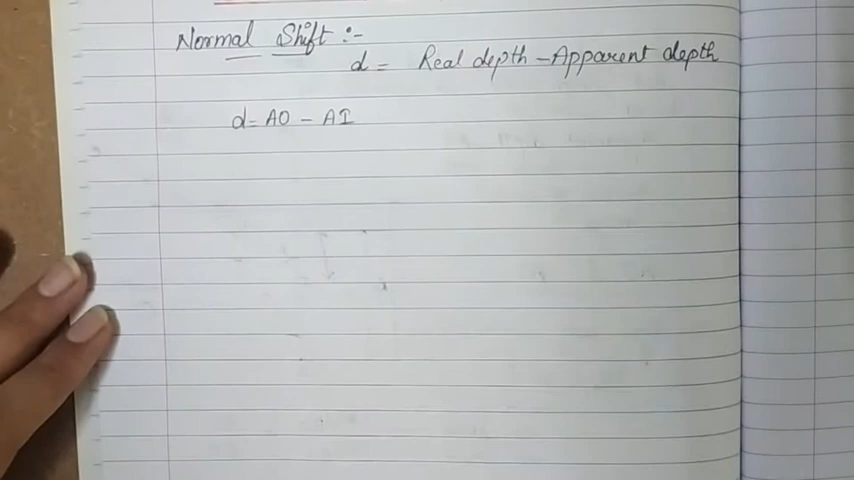 Normal Shift :-
d = Real depth - Apparent depth
d = AO - AI